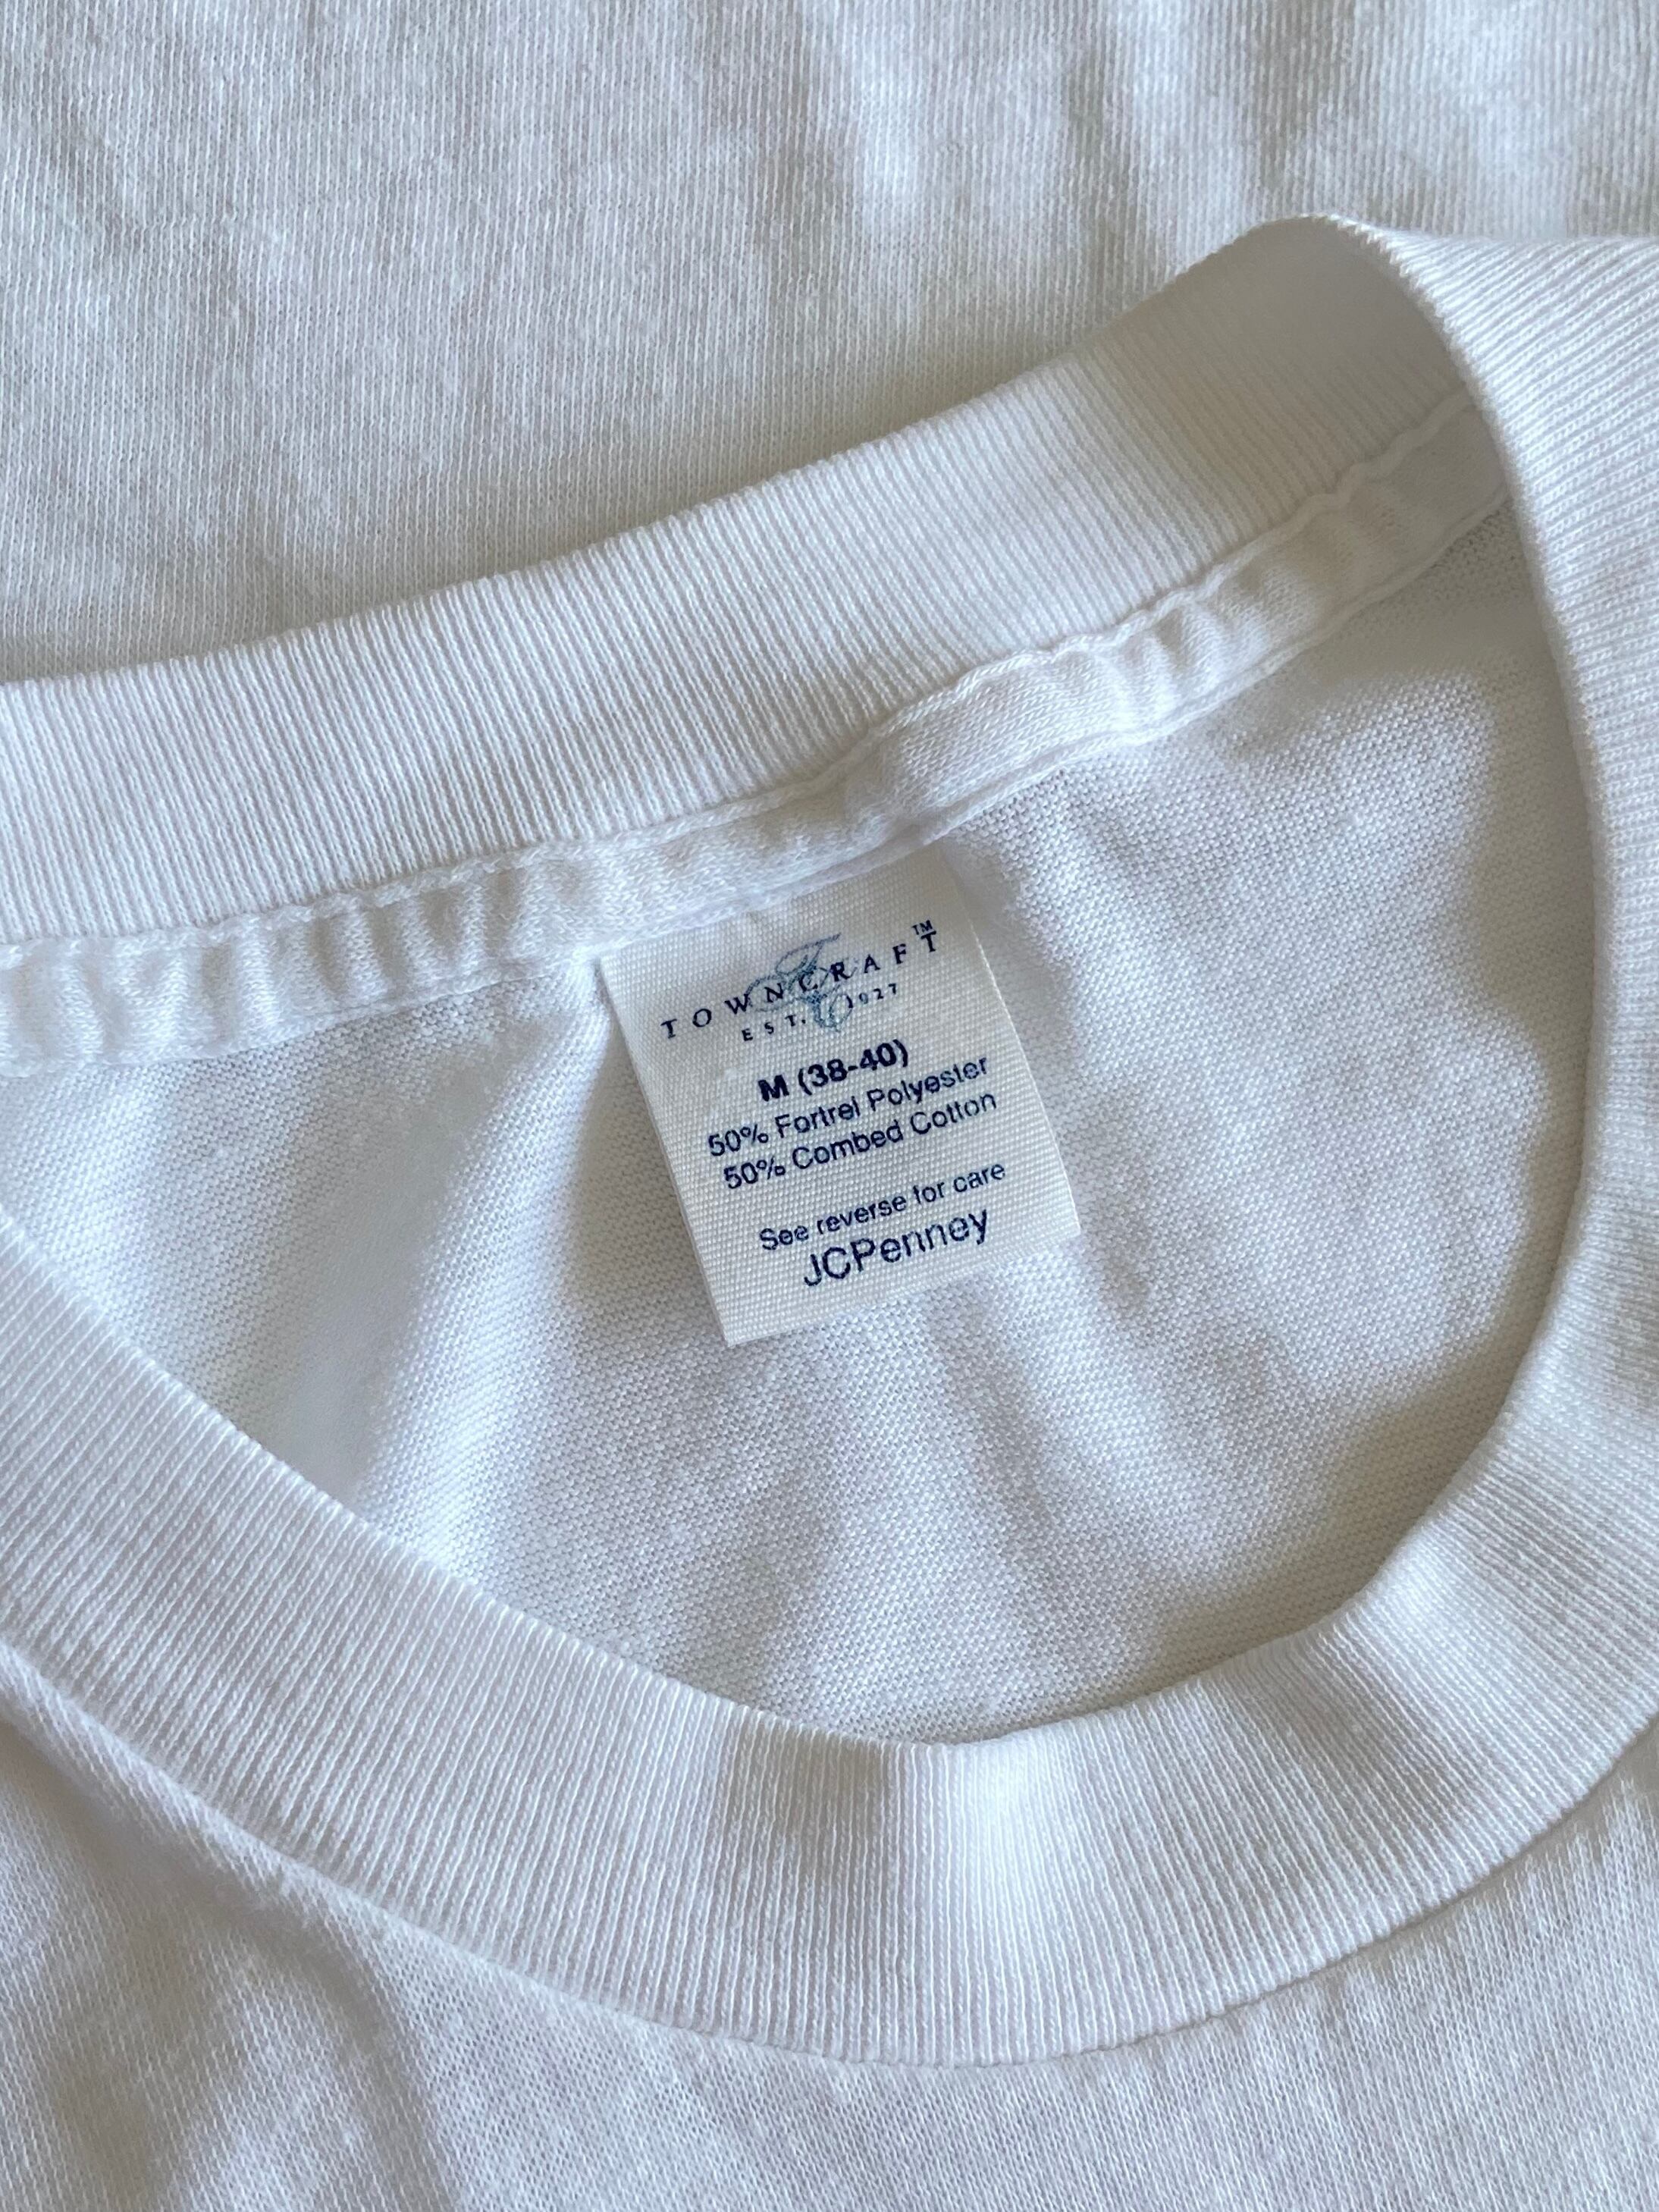 TOWNCRAFT™
EST. 1927
M (38-40)
50% Fortrel Polyester
50% Combed Cotton
See reverse for care
JCPenney